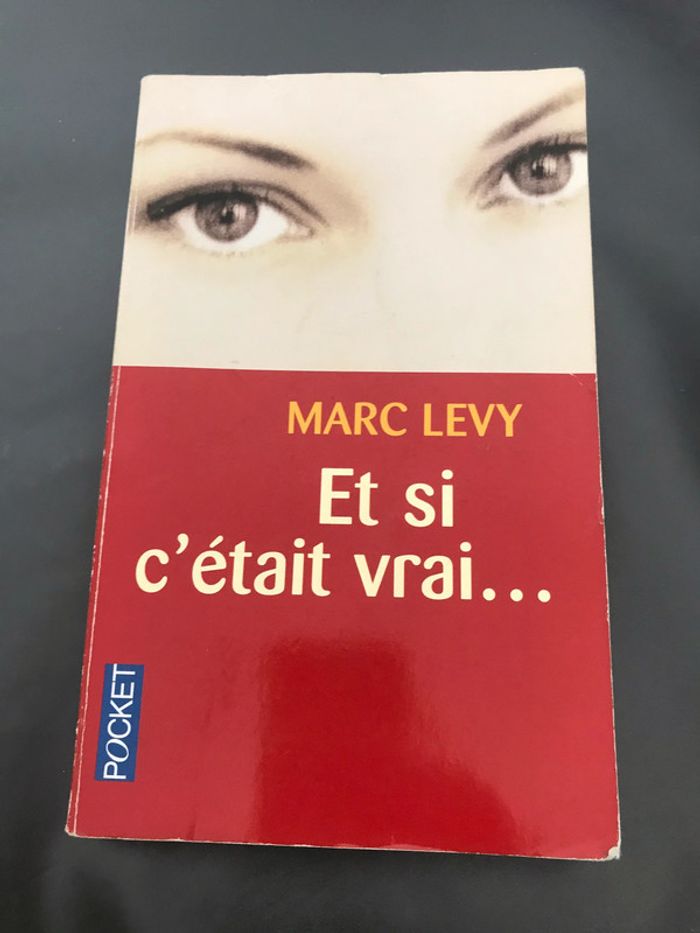 MARC LEVY
Et si
c'était vrai...
POCKET